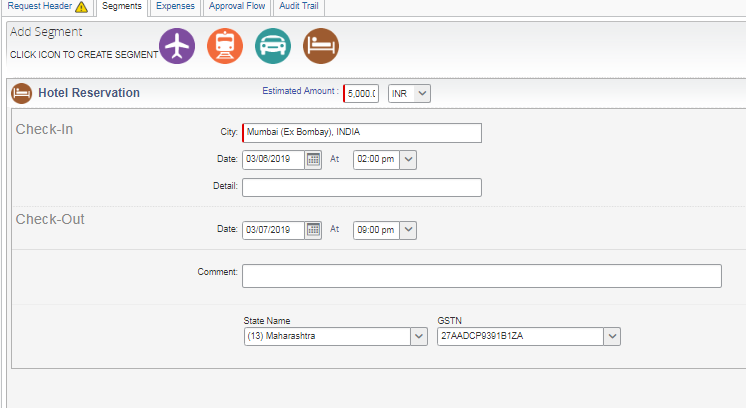 Request Header Segments Expenses Approval Flow Audit Trail
Add Segment
CLICK ICON TO CREATE SEGMENT
Hotel Reservation Estimated Amount : 5,000.( INR
Check-In
City: Mumbai (Ex Bombay), INDIA
Date: 03/06/2019 At 02:00 pm
Detail:
Check-Out
Date: 03/07/2019 At 09:00 pm
Comment:
State Name GSTN
(13) Maharashtra 27AADCP9391B1ZA